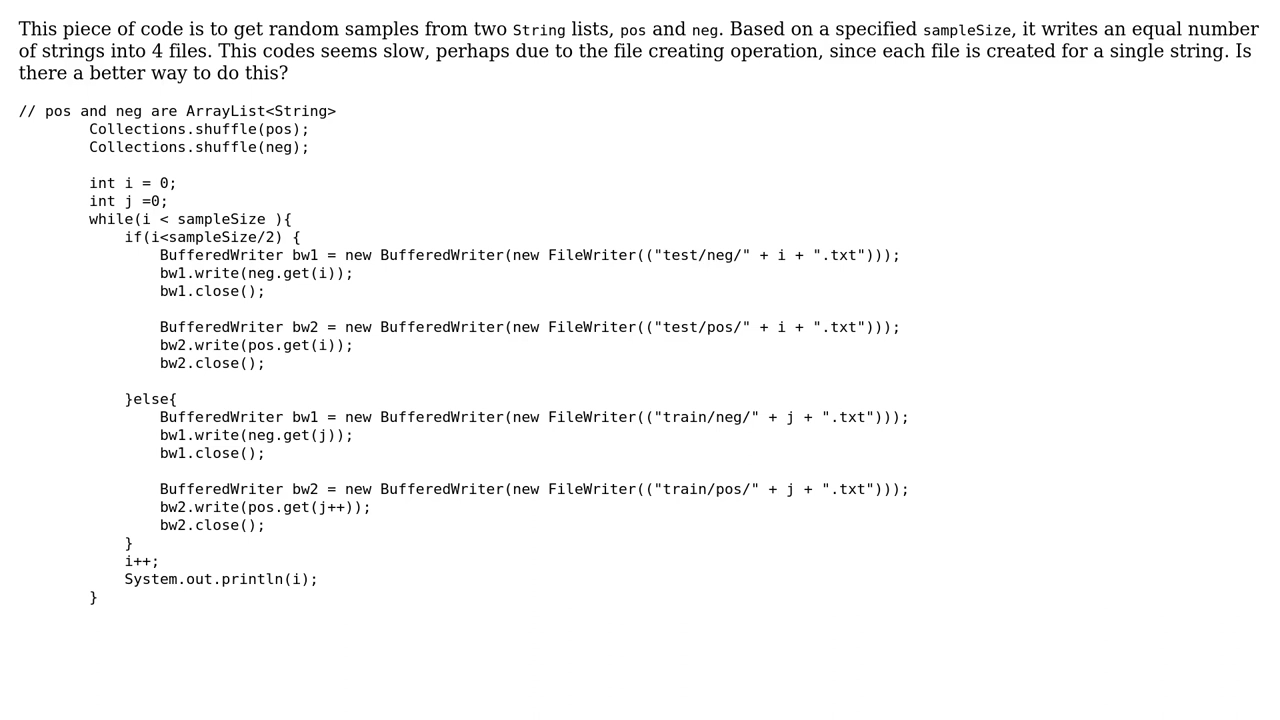 This piece of code is to get random samples from two String lists, pos and neg. Based on a specified sampleSize, it writes an equal number
of strings into 4 files. This codes seems slow, perhaps due to the file creating operation, since each file is created for a single string. Is
there a better way to do this?
// pos and neg are ArrayList<String>
        Collections.shuffle(pos);
        Collections.shuffle(neg);

        int i = 0;
        int j =0;
        while(i < sampleSize ){
            if(i<sampleSize/2) {
                BufferedWriter bw1 = new BufferedWriter(new FileWriter(("test/neg/" + i + ".txt")));
                bw1.write(neg.get(i));
                bw1.close();

                BufferedWriter bw2 = new BufferedWriter(new FileWriter(("test/pos/" + i + ".txt")));
                bw2.write(pos.get(i));
                bw2.close();

            }else{
                BufferedWriter bw1 = new BufferedWriter(new FileWriter(("train/neg/" + j + ".txt")));
                bw1.write(neg.get(j));
                bw1.close();

                BufferedWriter bw2 = new BufferedWriter(new FileWriter(("train/pos/" + j + ".txt")));
                bw2.write(pos.get(j++));
                bw2.close();
            }
            i++;
            System.out.println(i);
        }